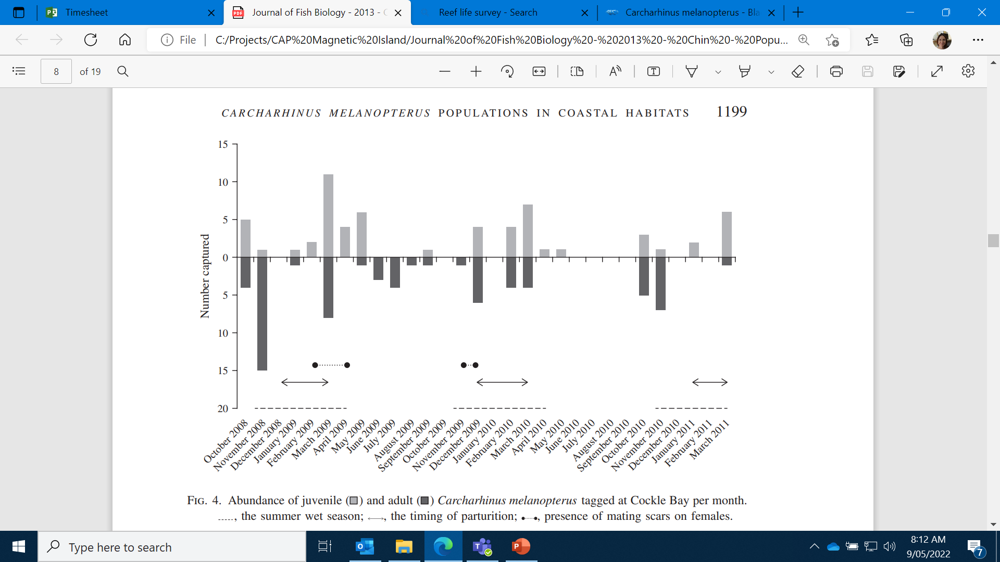 Timesheet
Journal of Fish Biology - 2013 - C
Reef life survey - Search
Carcharhinus melanopterus - Bla
File
C:/Projects/CAP%20Magnetic%20Island/Journal%20of%20Fish%20Biology%20-%202013%20-%20Chin%20-%20Popu...
8 of 19
CARCHARHINUS MELANOPTERUS POPULATIONS IN COASTAL HABITATS 1199
15
10
5
0
5
10
15
20
Number captured
October 2008
November 2008
December 2008
January 2009
February 2009
March 2009
April 2009
May 2009
June 2009
July 2009
August 2009
September 2009
October 2009
November 2009
December 2009
January 2010
February 2010
March 2010
April 2010
May 2010
June 2010
July 2010
August 2010
September 2010
October 2010
November 2010
December 2010
January 2011
February 2011
March 2011
FIG. 4. Abundance of juvenile ( ) and adult ( ) Carcharhinus melanopterus tagged at Cockle Bay per month.
-----, the summer wet season; ⟷, the timing of parturition; •·····•, presence of mating scars on females.
Type here to search
8:12 AM
9/05/2022
7